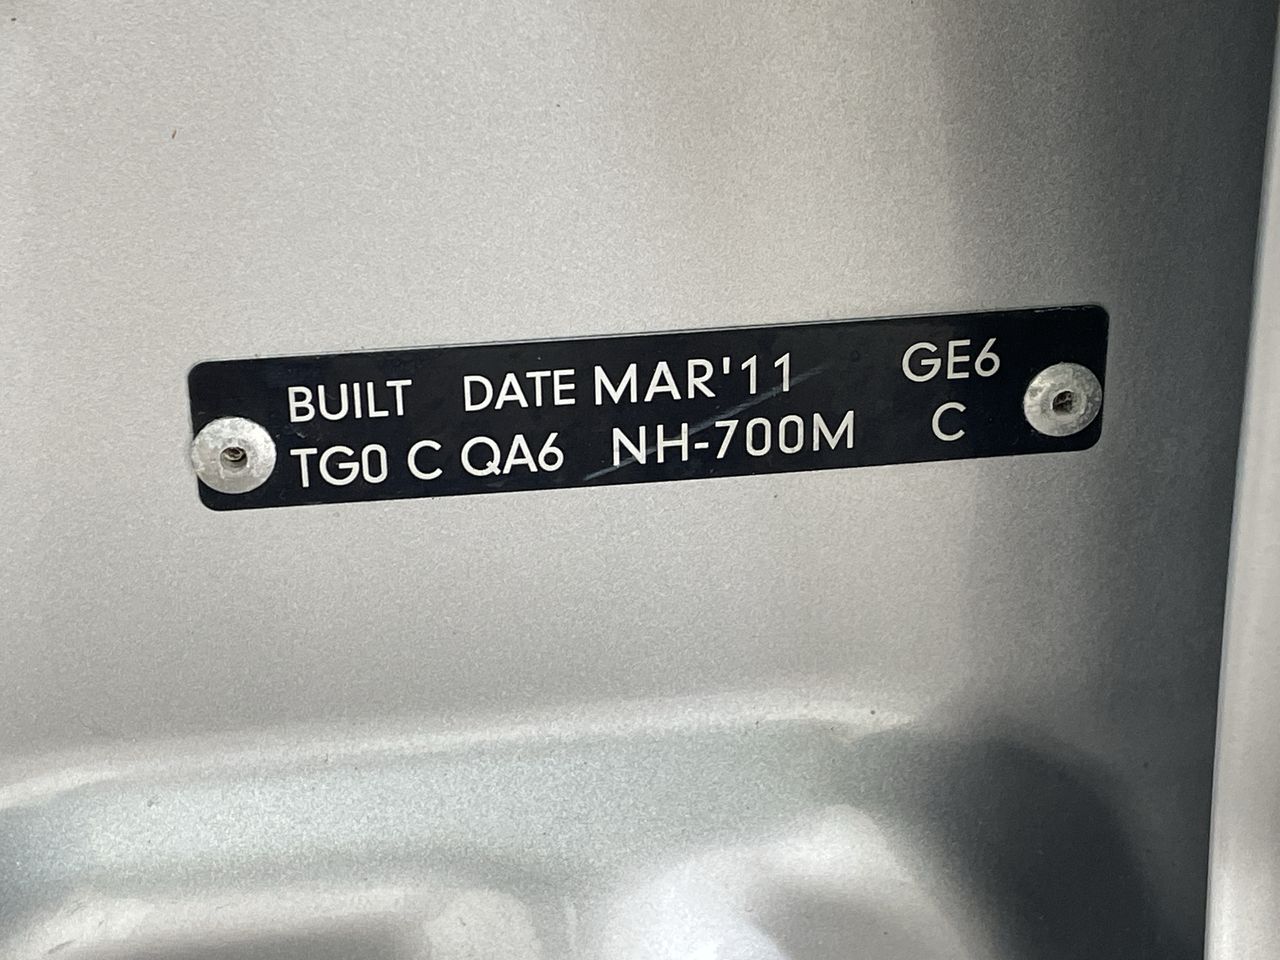 BUILT DATE MAR'11 GE6
TG0 C QA6 NH-700M C